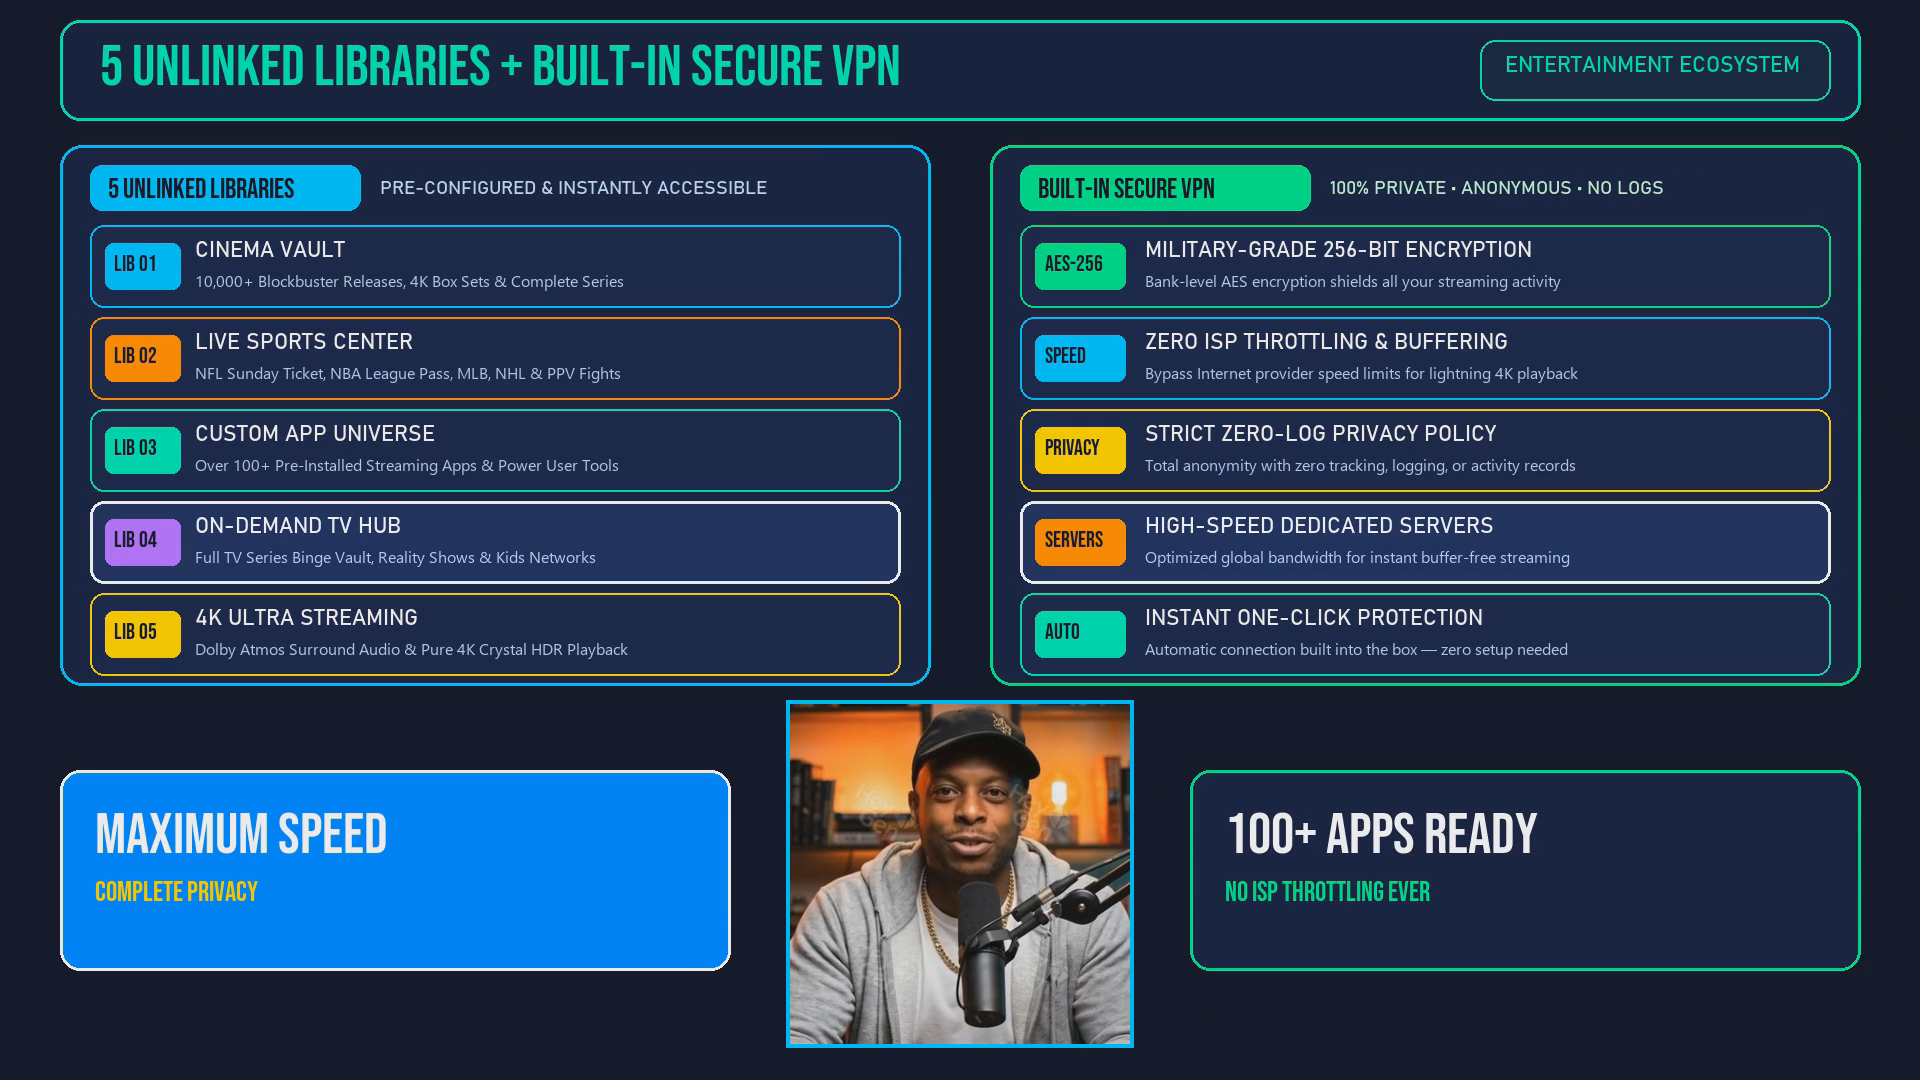 5 UNLINKED LIBRARIES + BUILT-IN SECURE VPN
ENTERTAINMENT ECOSYSTEM
5 UNLINKED LIBRARIES
PRE-CONFIGURED & INSTANTLY ACCESSIBLE
LIB 01
CINEMA VAULT
10,000+ Blockbuster Releases, 4K Box Sets & Complete Series
LIB 02
LIVE SPORTS CENTER
NFL Sunday Ticket, NBA League Pass, MLB, NHL & PPV Fights
LIB 03
CUSTOM APP UNIVERSE
Over 100+ Pre-Installed Streaming Apps & Power User Tools
LIB 04
ON-DEMAND TV HUB
Full TV Series Binge Vault, Reality Shows & Kids Networks
LIB 05
4K ULTRA STREAMING
Dolby Atmos Surround Audio & Pure 4K Crystal HDR Playback
BUILT-IN SECURE VPN
100% PRIVATE • ANONYMOUS • NO LOGS
AES-256
MILITARY-GRADE 256-BIT ENCRYPTION
Bank-level AES encryption shields all your streaming activity
SPEED
ZERO ISP THROTTLING & BUFFERING
Bypass Internet provider speed limits for lightning 4K playback
PRIVACY
STRICT ZERO-LOG PRIVACY POLICY
Total anonymity with zero tracking, logging, or activity records
SERVERS
HIGH-SPEED DEDICATED SERVERS
Optimized global bandwidth for instant buffer-free streaming
AUTO
INSTANT ONE-CLICK PROTECTION
Automatic connection built into the box — zero setup needed
MAXIMUM SPEED
COMPLETE PRIVACY
100+ APPS READY
NO ISP THROTTLING EVER